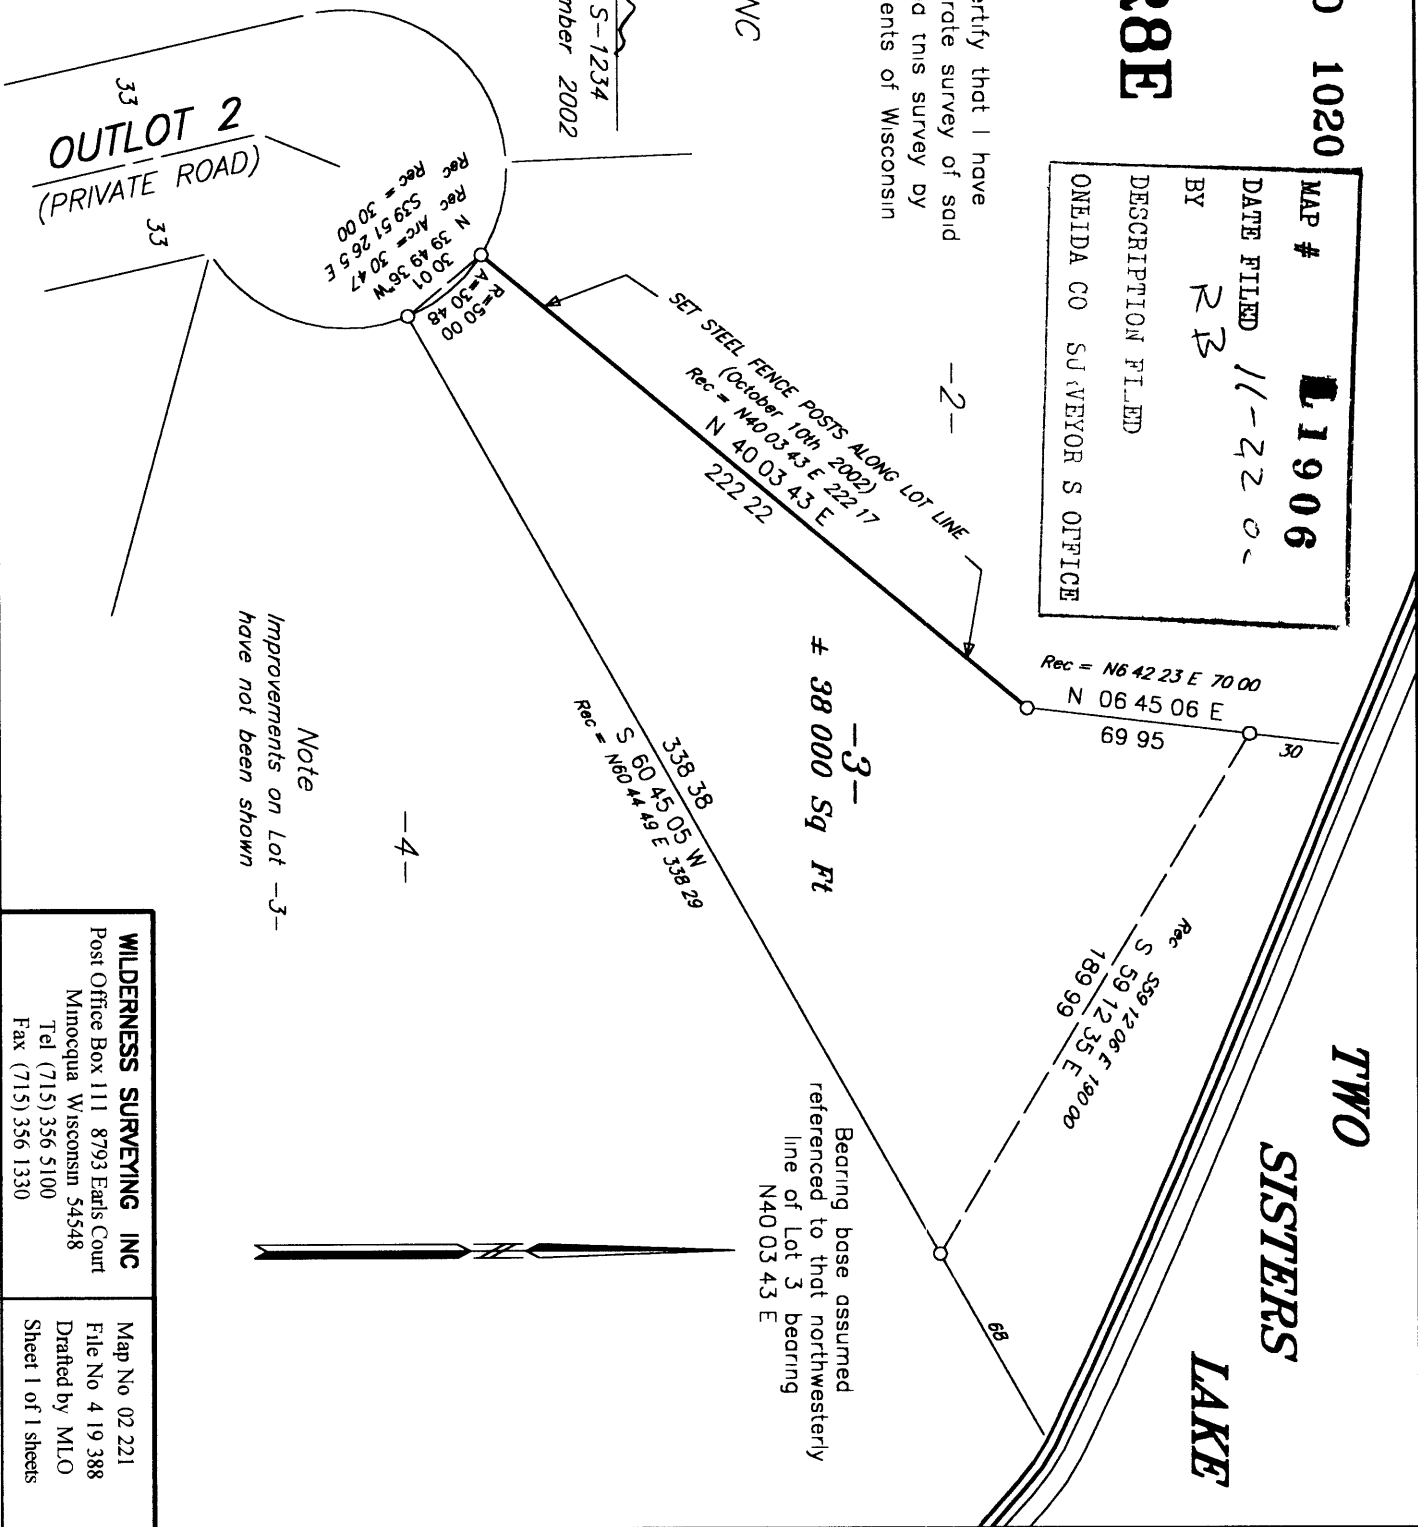 0 1020
R8E
MAP # L1906
DATE FILED 11-22 0
BY RB
DESCRIPTION FILED
ONEIDA CO SURVEYOR S OFFICE
ertify that I have
rate survey of said
d this survey by
ents of Wisconsin
NC
S-1234
mber 2002
TWO
SISTERS
LAKE
33
OUTLOT 2
(PRIVATE ROAD)
33
R=50 00
A=30 48
30 01
N 39 49 36"W
Rec Arc= 30 47
Rec S39 51 26 5 E
Rec = 30 00
-2-
SET STEEL FENCE POSTS ALONG LOT LINE
(October 10th 2002)
Rec = N40 03 43 E 222 17
N 40 03 43 E
222 22
Rec = N6 42 23 E 70 00
N 06 45 06 E
69 95
30
-3-
± 38 000 Sq Ft
Rec S59 12 06 E 190 00
S 59 12 35 E
189 99
338 38
S 60 45 05 W
Rec = N60 44 49 E 338 29
68
-4-
Note
Improvements on Lot -3-
have not been shown
Bearing base assumed
referenced to that northwesterly
line of Lot 3 bearing
N40 03 43 E
WILDERNESS SURVEYING INC
Post Office Box 111 8793 Earls Court
Minocqua Wisconsin 54548
Tel (715) 356 5100
Fax (715) 356 1330
Map No 02 221
File No 4 19 388
Drafted by MLO
Sheet 1 of 1 sheets